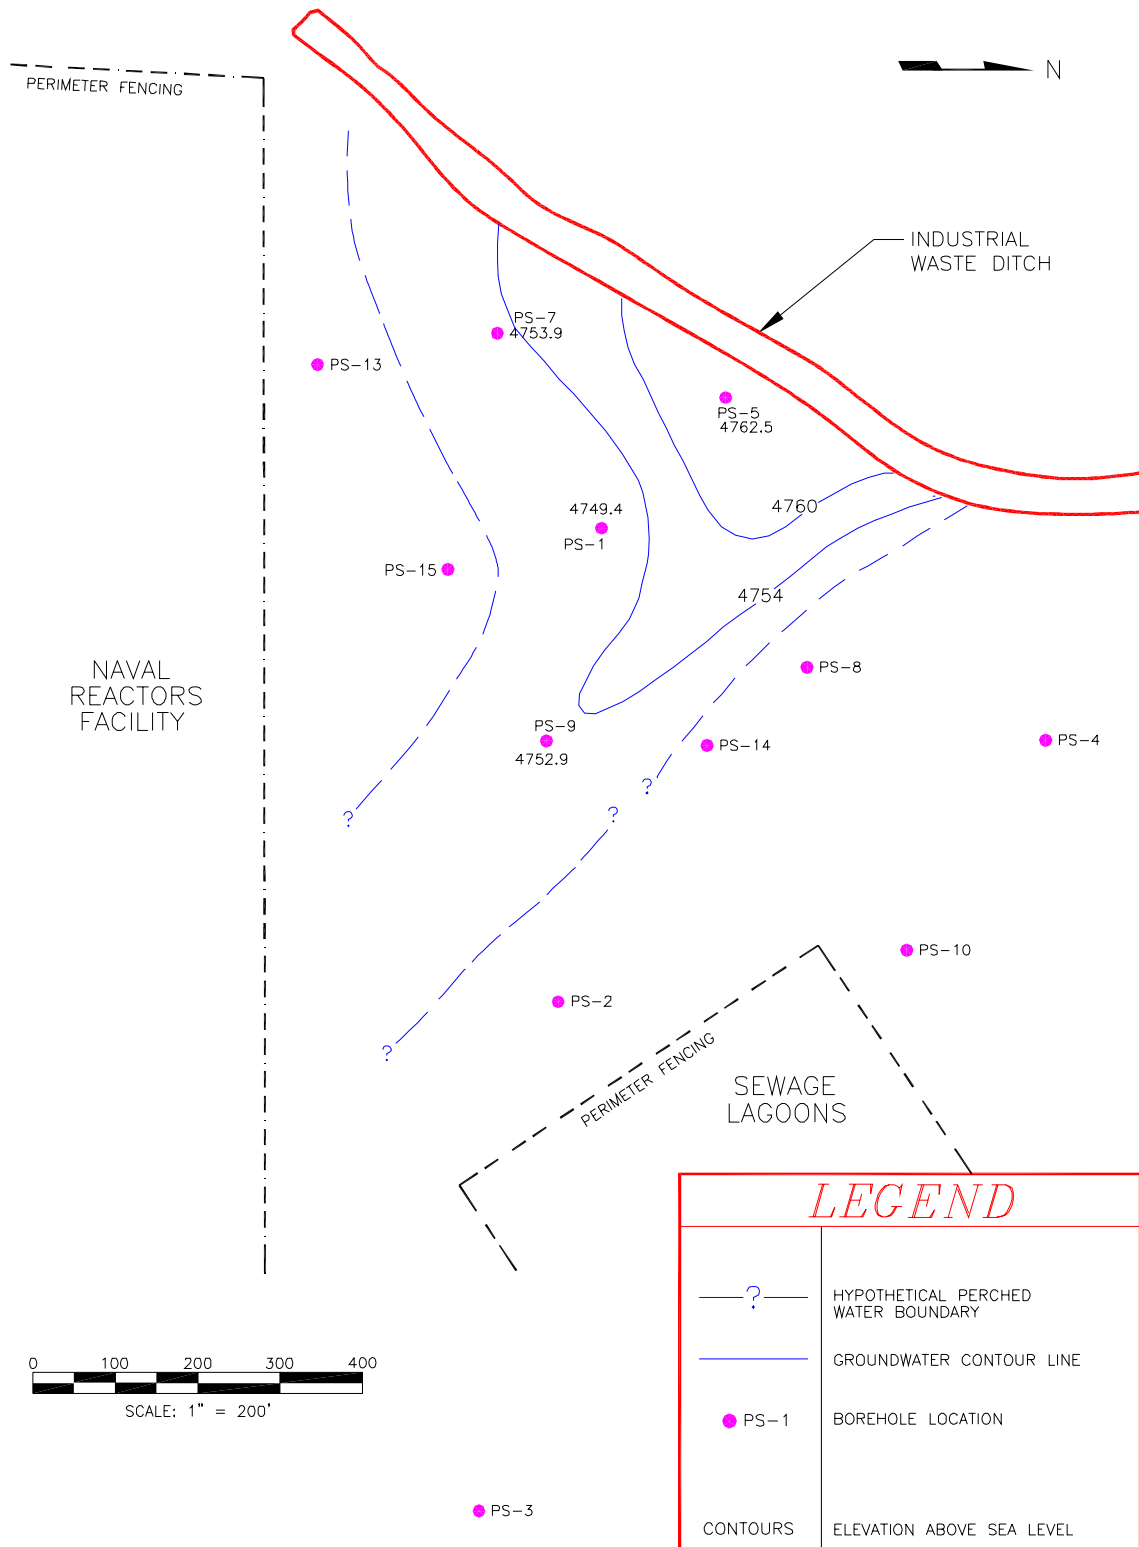 N
PERIMETER FENCING
INDUSTRIAL
WASTE DITCH
PS-7
4753.9
PS-13
PS-5
4762.5
4749.4
4760
PS-1
PS-15
4754
NAVAL
REACTORS
FACILITY
PS-8
PS-9
4752.9
PS-14
PS-4
?
?
?
PS-10
PS-2
?
PERIMETER FENCING
SEWAGE
LAGOONS
LEGEND
? HYPOTHETICAL PERCHED
WATER BOUNDARY
GROUNDWATER CONTOUR LINE
PS-1 BOREHOLE LOCATION
CONTOURS ELEVATION ABOVE SEA LEVEL
0 100 200 300 400
SCALE: 1" = 200'
PS-3